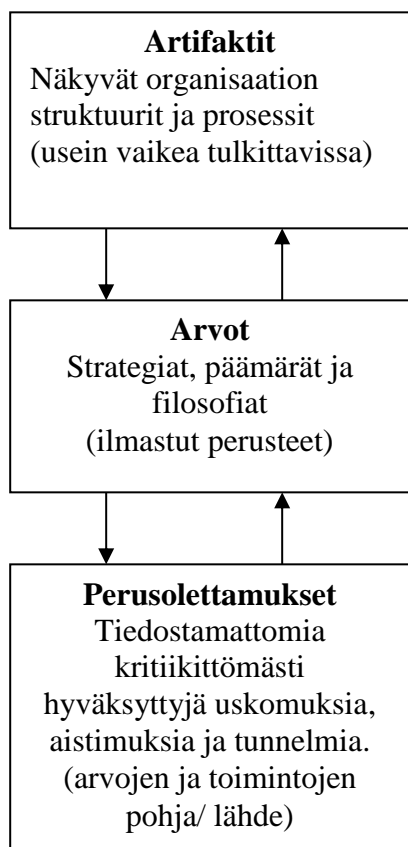 Artifaktit
Näkyvät organisaation
struktuurit ja prosessit
(usein vaikea tulkittavissa)
Arvot
Strategiat, päämärät ja
filosofiat
(ilmastut perusteet)
Perusolettamukset
Tiedostamattomia
kritiikittömästi
hyväksyttyjä uskomuksia,
aistimuksia ja tunnelmia.
(arvojen ja toimintojen
pohja/ lähde)